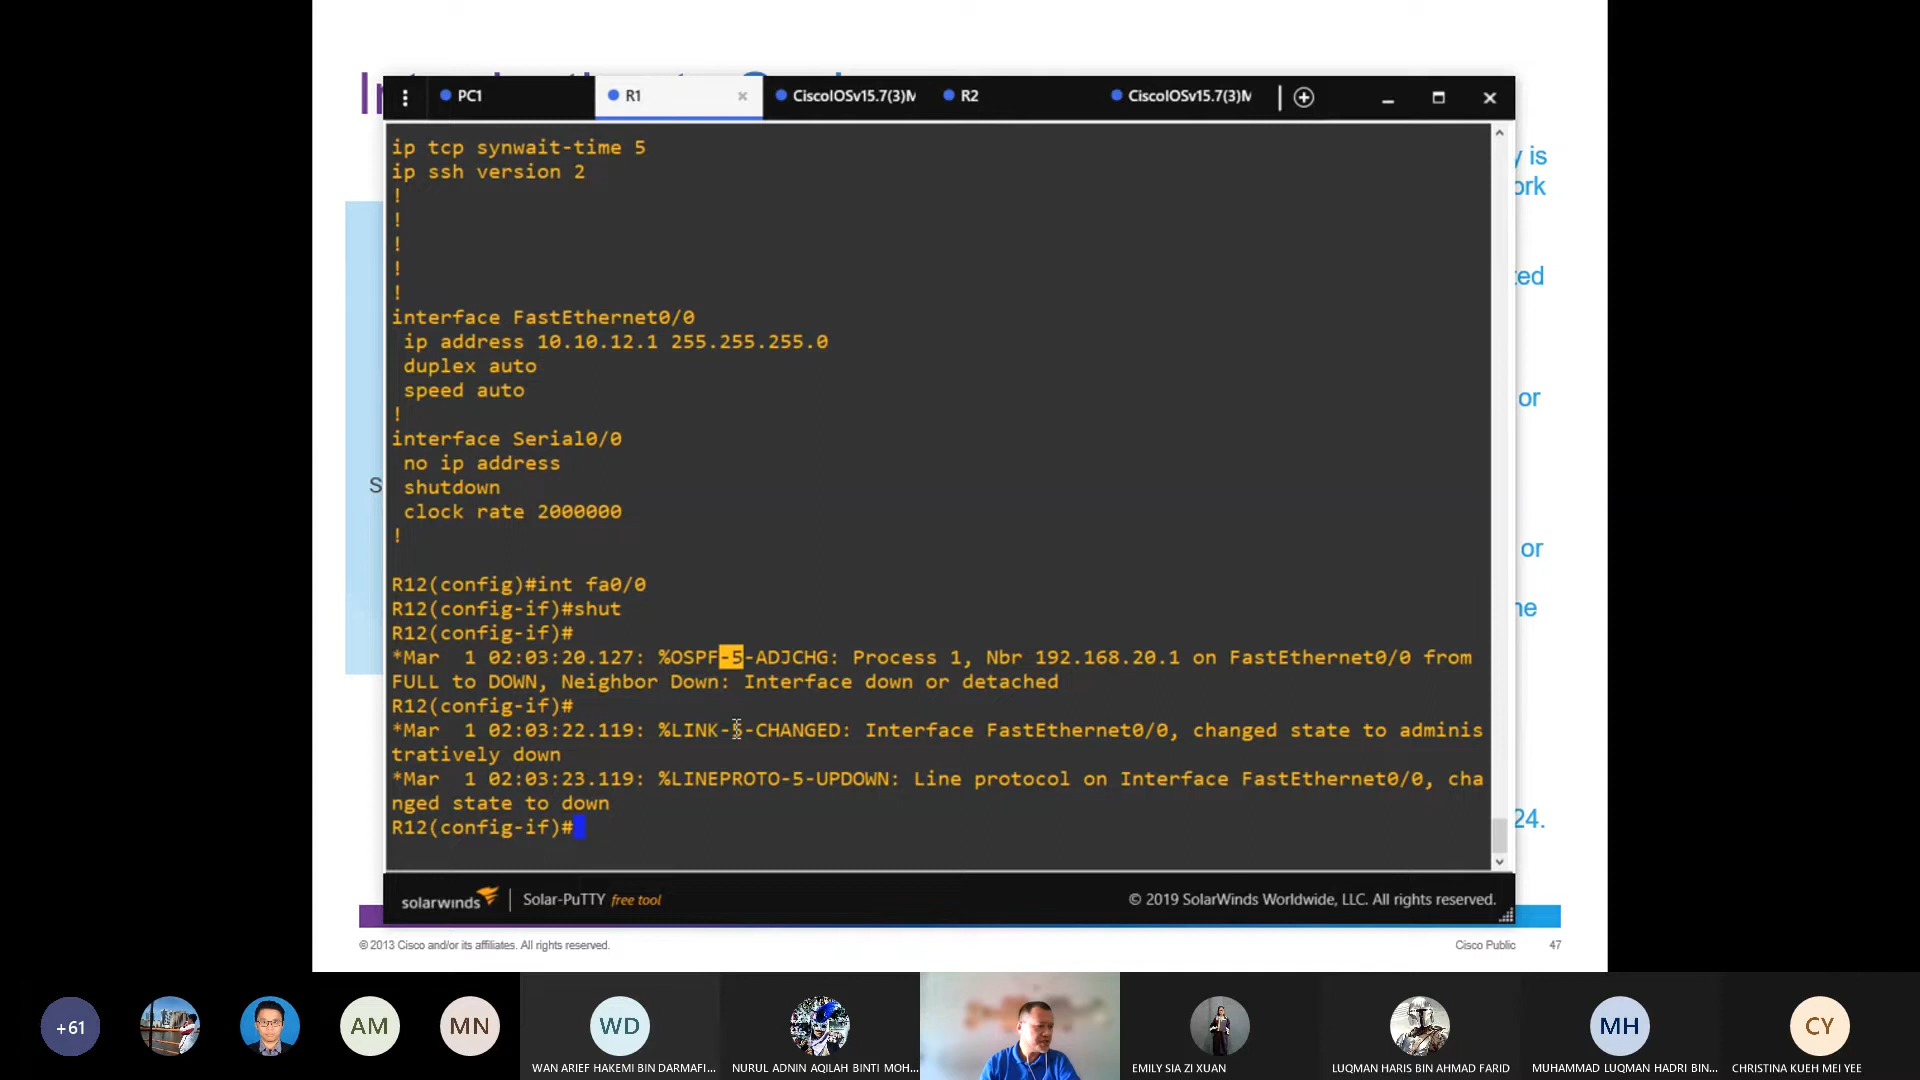 PC1
R1
CiscoIOSv15.7(3)M
R2
CiscoIOSv15.7(3)M
ip tcp synwait-time 5
ip ssh version 2
!
!
!
!
!
interface FastEthernet0/0
ip address 10.10.12.1 255.255.255.0
duplex auto
speed auto
!
interface Serial0/0
no ip address
shutdown
clock rate 2000000
!
R12(config)#int fa0/0
R12(config-if)#shut
R12(config-if)#
*Mar  1 02:03:20.127: %OSPF-5-ADJCHG: Process 1, Nbr 192.168.20.1 on FastEthernet0/0 from
FULL to DOWN, Neighbor Down: Interface down or detached
R12(config-if)#
*Mar  1 02:03:22.119: %LINK-5-CHANGED: Interface FastEthernet0/0, changed state to adminis
tratively down
*Mar  1 02:03:23.119: %LINEPROTO-5-UPDOWN: Line protocol on Interface FastEthernet0/0, cha
nged state to down
R12(config-if)#
solarwinds
Solar-PuTTY free tool
© 2019 SolarWinds Worldwide, LLC. All rights reserved.
is
or
or
24.
© 2013 Cisco and/or its affiliates. All rights reserved.
Cisco Public
47
+61
AM
MN
WD
MH
CY
WAN ARIEF HAKEMI BIN DARMAFI...
NURUL ADNIN AQILAH BINTI MOH...
EMILY SIA ZI XUAN
LUQMAN HARIS BIN AHMAD FARID
MUHAMMAD LUQMAN HADRI BIN...
CHRISTINA KUEH MEI YEE